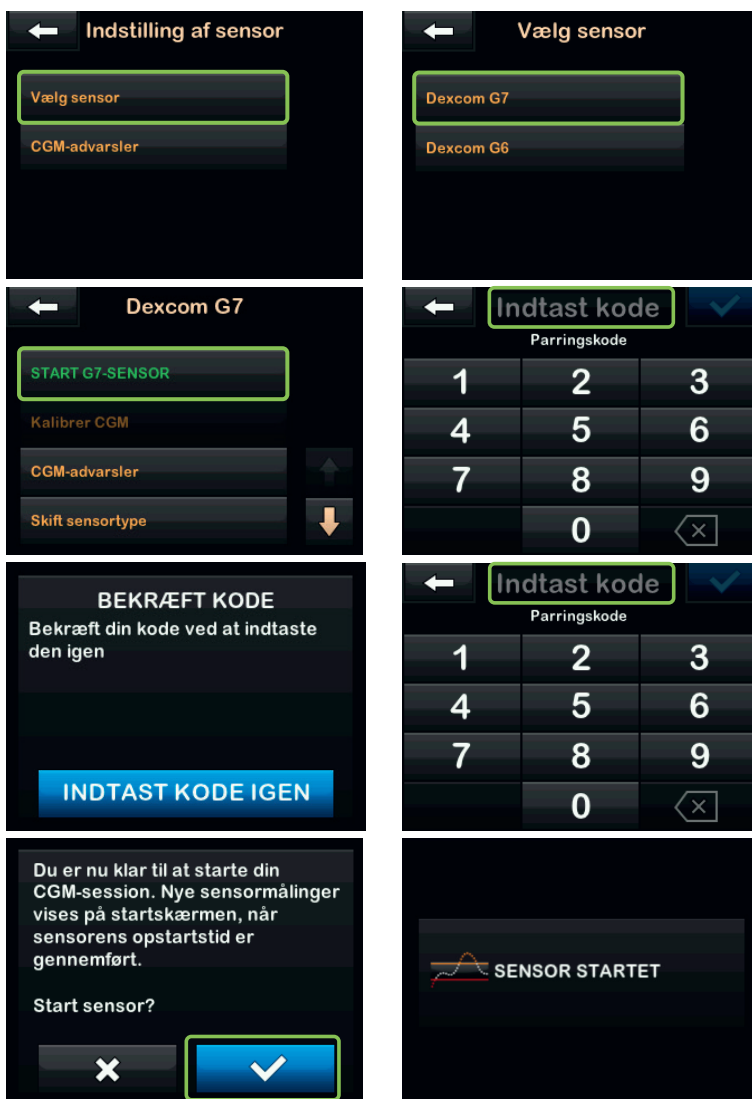 Indstilling af sensor
Vælg sensor
CGM-advarsler
Vælg sensor
Dexcom G7
Dexcom G6
Dexcom G7
START G7-SENSOR
Kalibrer CGM
CGM-advarsler
Skift sensortype
Indtast kode
Parringskode
1 2 3
4 5 6
7 8 9
0
BEKRÆFT KODE
Bekræft din kode ved at indtaste
den igen
INDTAST KODE IGEN
Indtast kode
Parringskode
1 2 3
4 5 6
7 8 9
0
Du er nu klar til at starte din
CGM-session. Nye sensormålinger
vises på startskærmen, når
sensorens opstartstid er
gennemført.
Start sensor?
SENSOR STARTET